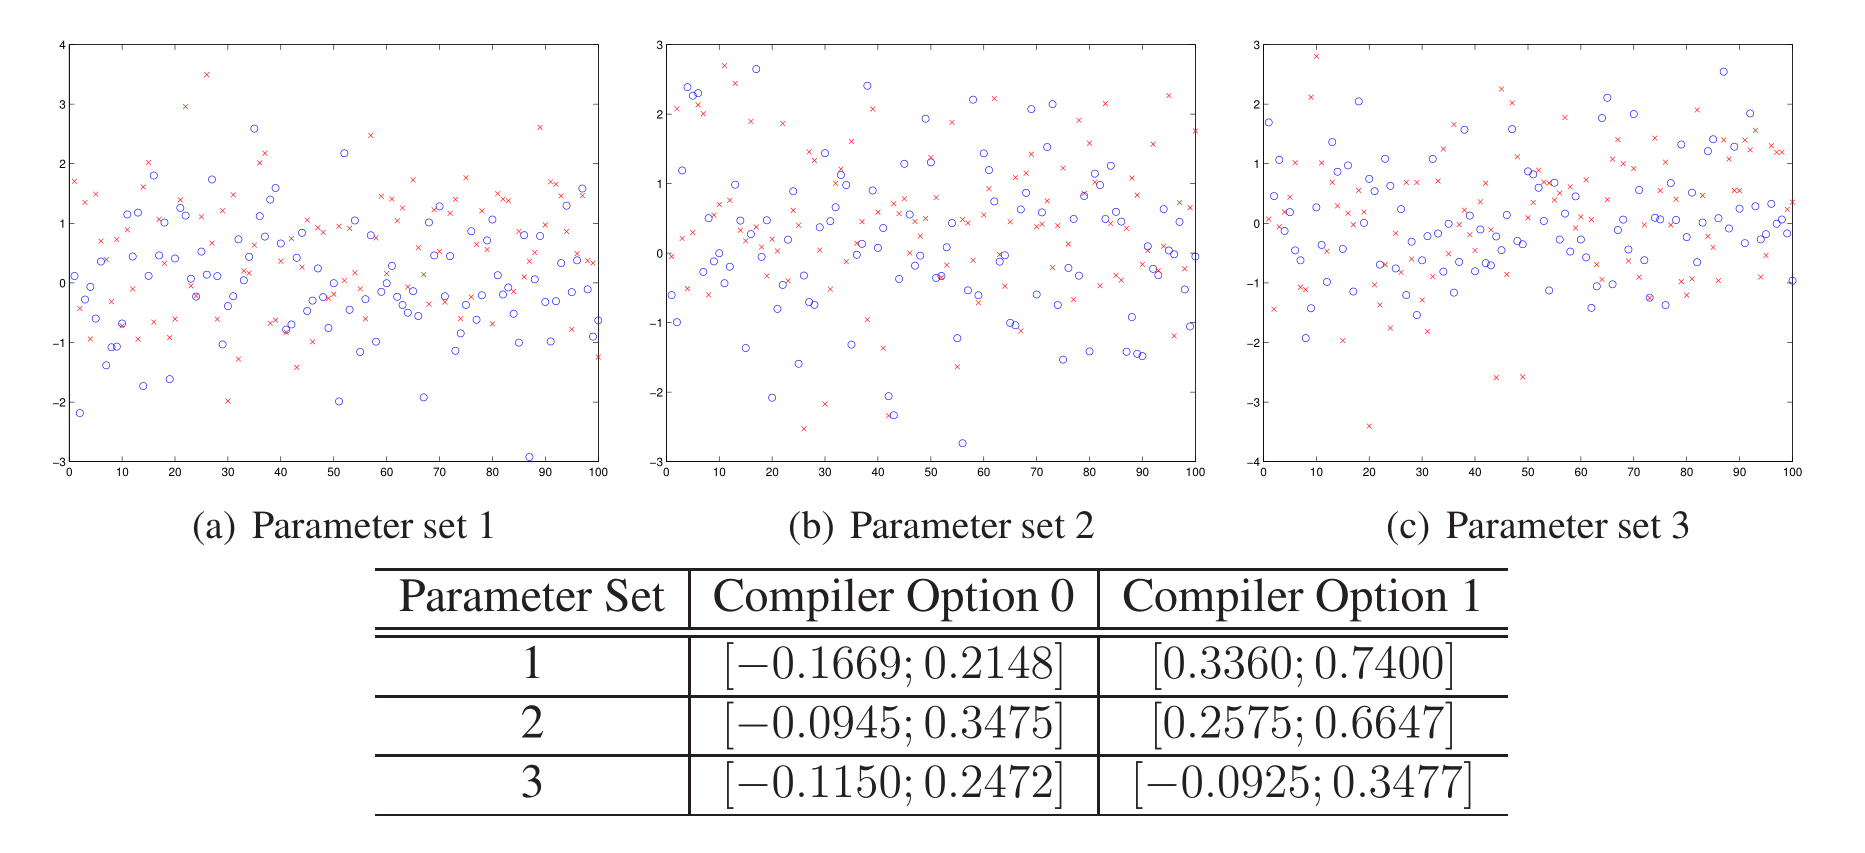 4
3
2
1
0
−1
−2
−3
0 10 20 30 40 50 60 70 80 90 100
3
2
1
0
−1
−2
−3
0 10 20 30 40 50 60 70 80 90 100
3
2
1
0
−1
−2
−3
−4
0 10 20 30 40 50 60 70 80 90 100
(a) Parameter set 1
(b) Parameter set 2
(c) Parameter set 3
Parameter Set Compiler Option 0 Compiler Option 1
1 [−0.1669; 0.2148] [0.3360; 0.7400]
2 [−0.0945; 0.3475] [0.2575; 0.6647]
3 [−0.1150; 0.2472] [−0.0925; 0.3477]